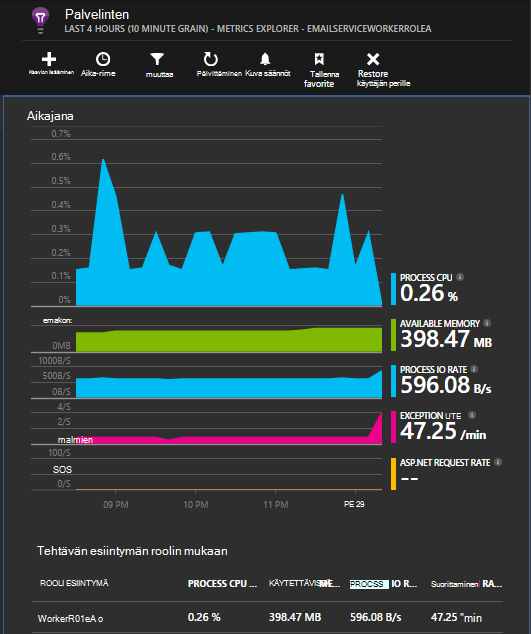 Palvelinten
LAST 4 HOURS (10 MINUTE GRAIN) - METRICS EXPLORER - EMAILSERVICEWORKERROLEA
Kaavion lisääminen Aika-rime muuttaa Päivittäminen Kuva säännöt Tallenna favorite Restore käyttäjän perille
Aikajana
0.7%
0.6%
0.5%
0.4%
0.3%
0.2%
0.1%
0%
PROCESS CPU
0.26 %
emakon:
0MB
AVAILABLE MEMORY
398.47 MB
1000B/S
500B/S
0B/S
PROCESS IO RATE
596.08 B/s
4/S
2/S
malmien
EXCEPTION UTE
47.25 /min
100/S
SOS
0/S
ASP.NET REQUEST RATE
--
09 PM 10 PM 11 PM PE 29
Tehtävän esiintymän roolin mukaan
ROOLI ESIINTYMÄ PROCESS CPU ... ME... PROCSS IO R... Suorittaminen RA...
WorkerR01eA o 0.26 % 398.47 MB 596.08 B/s 47.25 "min